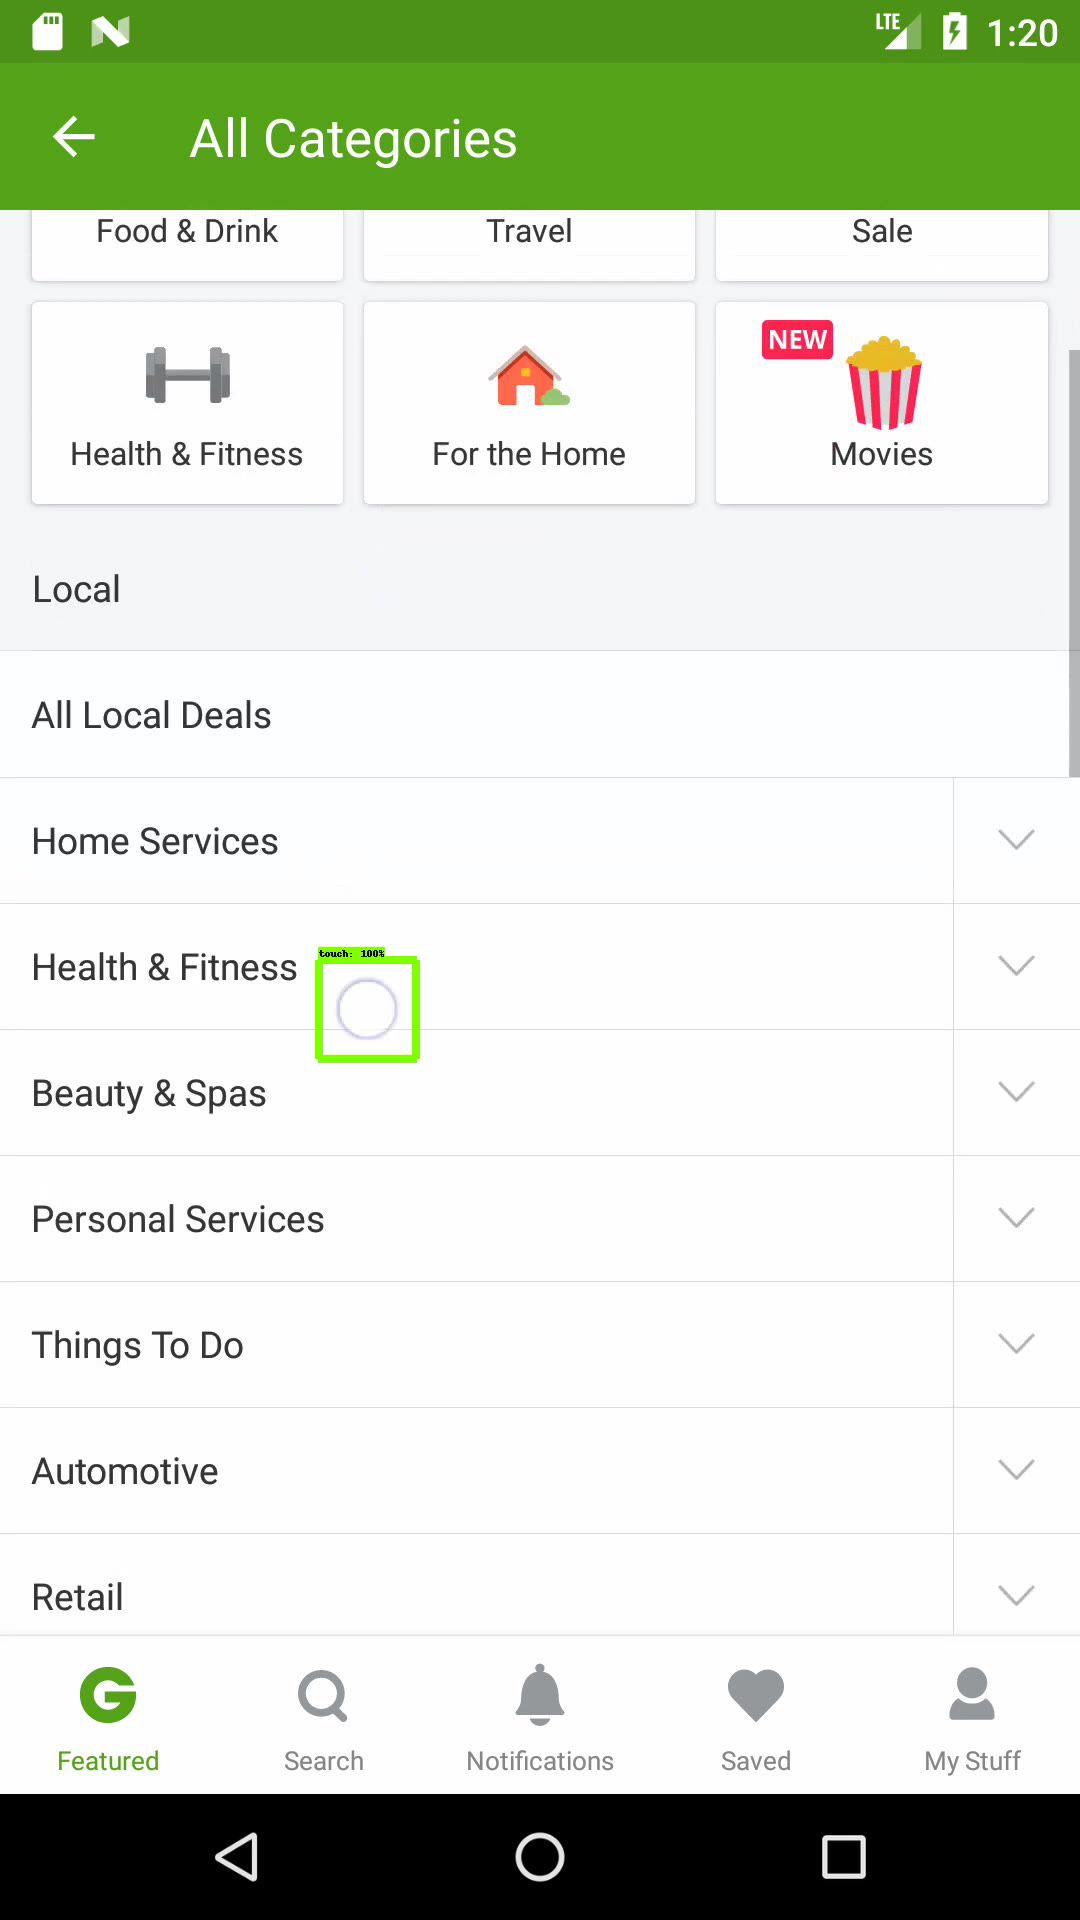 LTE 1:20
All Categories
Food & Drink Travel Sale
NEW
Health & Fitness For the Home Movies
Local
All Local Deals
Home Services
touch: 100%
Health & Fitness
Beauty & Spas
Personal Services
Things To Do
Automotive
Retail
Featured Search Notifications Saved My Stuff